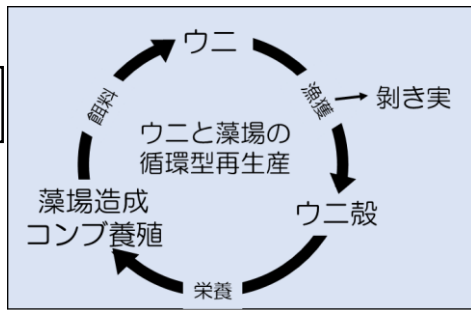 ウニ
漁獲
剝き実
ウニ殻
栄養
藻場造成
コンブ養殖
餌料
ウニと藻場の
循環型再生産